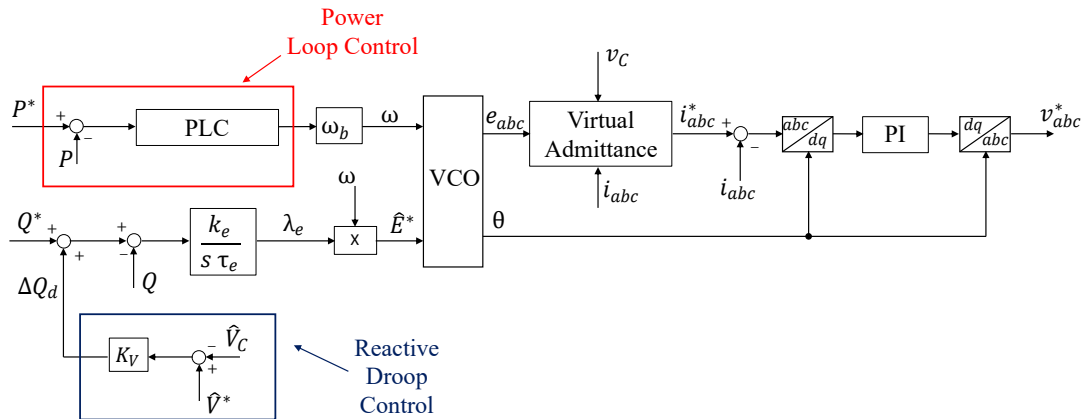 Power
Loop Control
P*
+
−
P
PLC
ω_b
ω
VCO
e_abc
v_C
Virtual
Admittance
i_abc
i*_abc
+
−
i_abc
abc
dq
PI
dq
abc
v*_abc
θ
Q*
+
+
ΔQ_d
+
−
Q
k_e
s τ_e
λ_e
ω
x
Ê*
K_V
−
V̂_C
+
V̂*
Reactive
Droop
Control